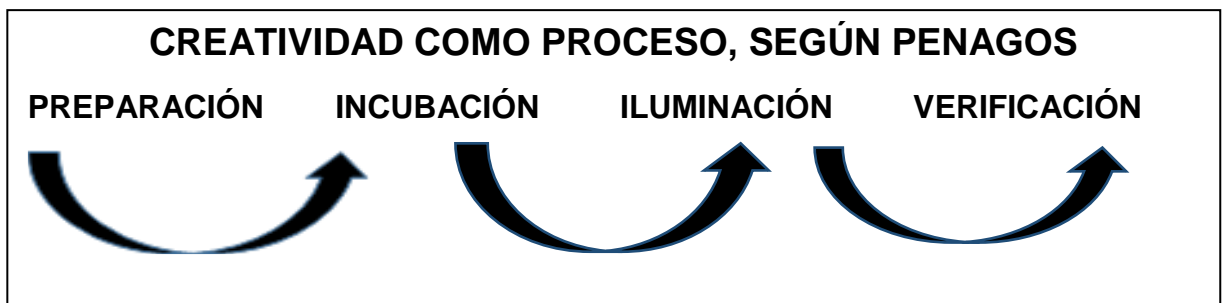 CREATIVIDAD COMO PROCESO, SEGÚN PENAGOS
PREPARACIÓN INCUBACIÓN ILUMINACIÓN VERIFICACIÓN